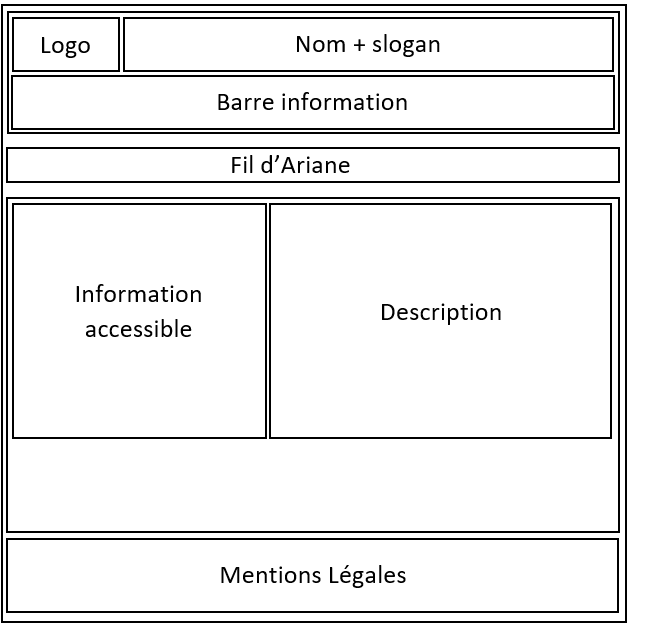 Logo
Nom + slogan
Barre information
Fil d’Ariane
Information
accessible
Description
Mentions Légales